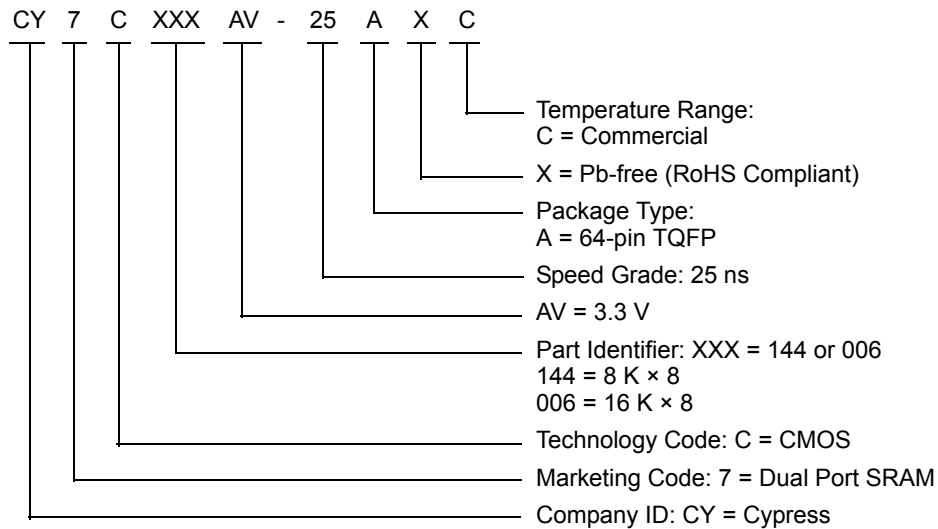 CY 7 C XXX AV - 25 A X C
Temperature Range:
C = Commercial
X = Pb-free (RoHS Compliant)
Package Type:
A = 64-pin TQFP
Speed Grade: 25 ns
AV = 3.3 V
Part Identifier: XXX = 144 or 006
144 = 8 K × 8
006 = 16 K × 8
Technology Code: C = CMOS
Marketing Code: 7 = Dual Port SRAM
Company ID: CY = Cypress